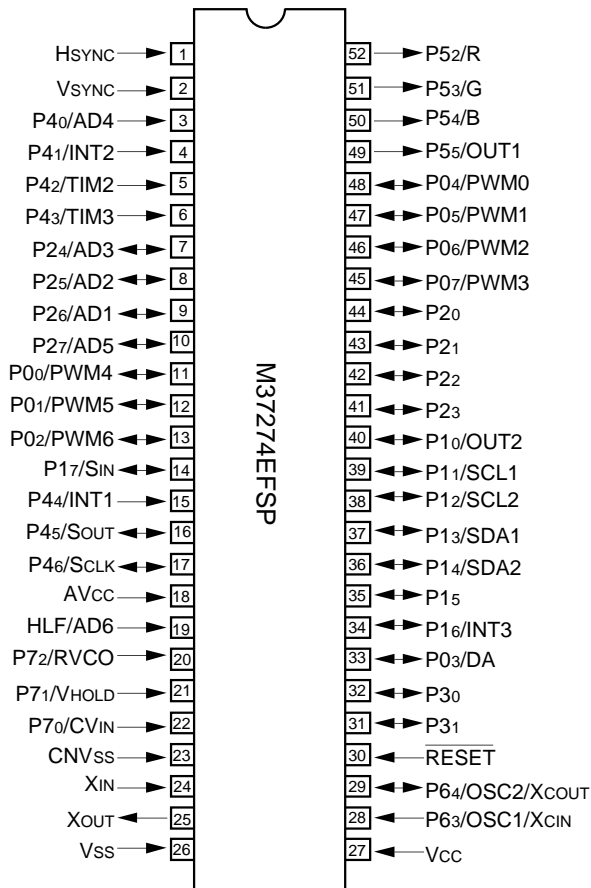 HSYNC 1
VSYNC 2
P40/AD4 3
P41/INT2 4
P42/TIM2 5
P43/TIM3 6
P24/AD3 7
P25/AD2 8
P26/AD1 9
P27/AD5 10
P00/PWM4 11
P01/PWM5 12
P02/PWM6 13
P17/SIN 14
P44/INT1 15
P45/SOUT 16
P46/SCLK 17
AVCC 18
HLF/AD6 19
P72/RVCO 20
P71/VHOLD 21
P70/CVIN 22
CNVSS 23
XIN 24
XOUT 25
VSS 26
M37274EFSP
52 P52/R
51 P53/G
50 P54/B
49 P55/OUT1
48 P04/PWM0
47 P05/PWM1
46 P06/PWM2
45 P07/PWM3
44 P20
43 P21
42 P22
41 P23
40 P10/OUT2
39 P11/SCL1
38 P12/SCL2
37 P13/SDA1
36 P14/SDA2
35 P15
34 P16/INT3
33 P03/DA
32 P30
31 P31
30 RESET
29 P64/OSC2/XCOUT
28 P63/OSC1/XCIN
27 VCC